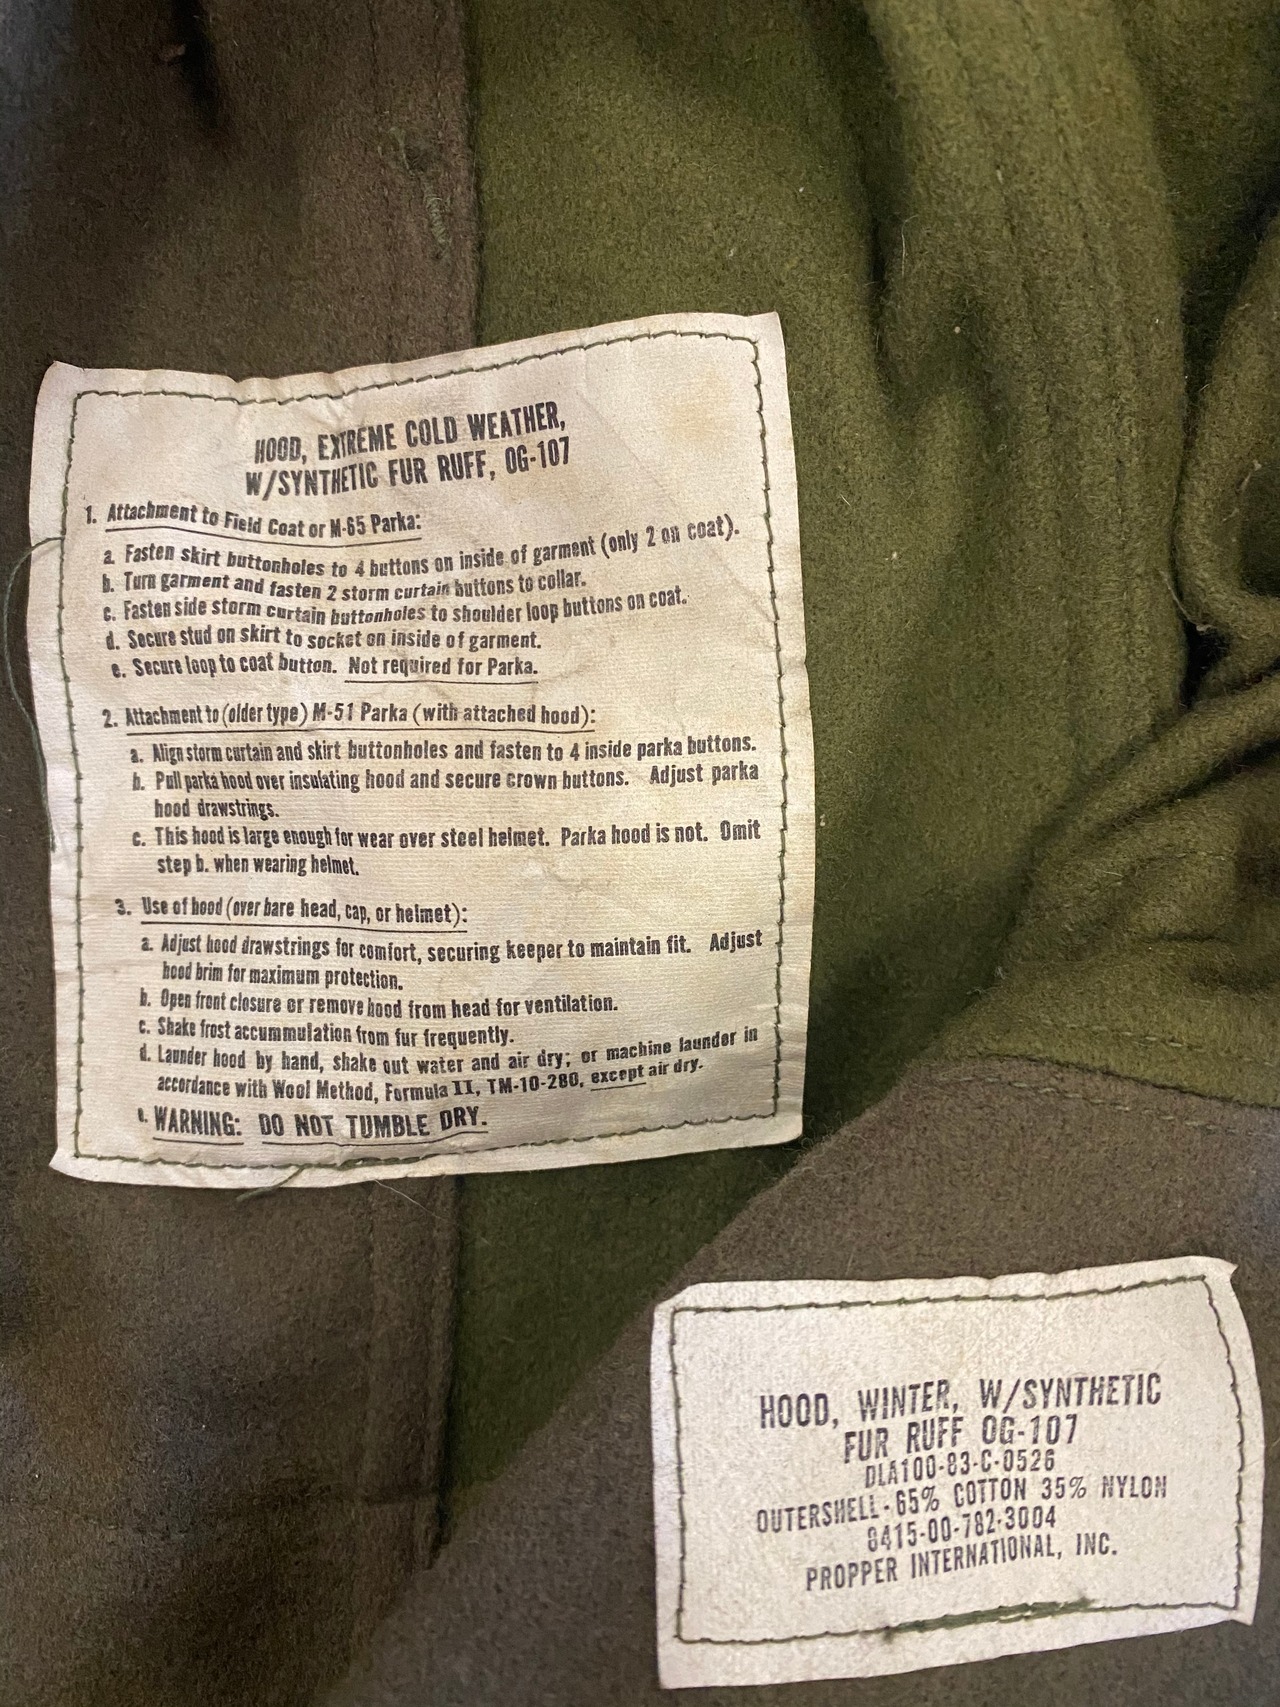 HOOD, EXTREME COLD WEATHER,
W/SYNTHETIC FUR RUFF, OG-107
1. Attachment to Field Coat or M-65 Parka:
a. Fasten skirt buttonholes to 4 buttons on inside of garment (only 2 on coat).
b. Turn garment and fasten 2 storm curtain buttons to collar.
c. Fasten side storm curtain buttonholes to shoulder loop buttons on coat.
d. Secure stud on skirt to socket on inside of garment.
e. Secure loop to coat button. Not required for Parka.
2. Attachment to (older type) M-51 Parka (with attached hood):
a. Align storm curtain and skirt buttonholes and fasten to 4 inside parka buttons.
b. Pull parka hood over insulating hood and secure crown buttons. Adjust parka
hood drawstrings.
c. This hood is large enough for wear over steel helmet. Parka hood is not. Omit
step b. when wearing helmet.
3. Use of hood (over bare head, cap, or helmet):
a. Adjust hood drawstrings for comfort, securing keeper to maintain fit. Adjust
hood brim for maximum protection.
b. Open front closure or remove hood from head for ventilation.
c. Shake frost accummulation from fur frequently.
d. Launder hood by hand, shake out water and air dry; or machine launder in
accordance with Wool Method, Formula II, TM-10-280, except air dry.
e. WARNING: DO NOT TUMBLE DRY.
HOOD, WINTER, W/SYNTHETIC
FUR RUFF OG-107
DLA100-83-C-0526
OUTERSHELL-65% COTTON 35% NYLON
8415-00-782-3004
PROPPER INTERNATIONAL, INC.